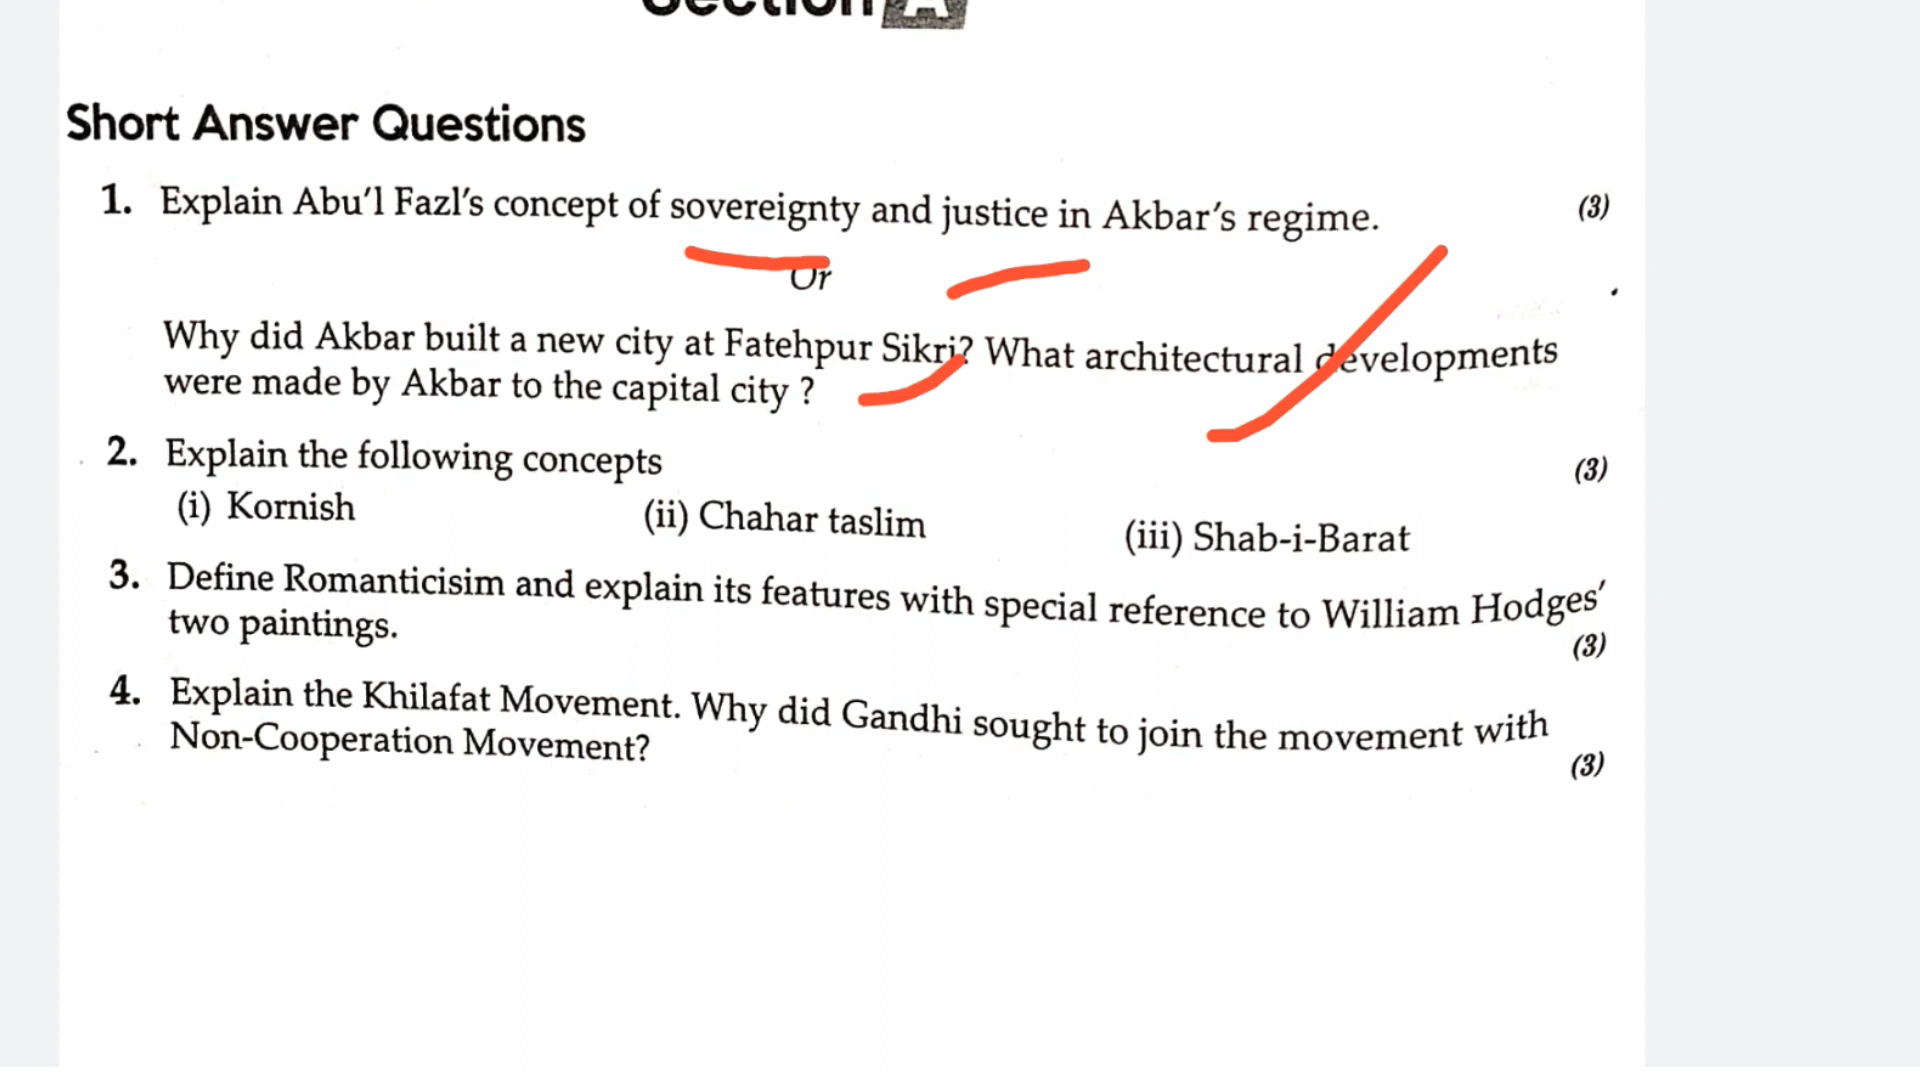 Section A
Short Answer Questions
1. Explain Abu'l Fazl's concept of sovereignty and justice in Akbar's regime. (3)
Or
Why did Akbar built a new city at Fatehpur Sikri? What architectural developments
were made by Akbar to the capital city ?
2. Explain the following concepts (3)
(i) Kornish (ii) Chahar taslim (iii) Shab-i-Barat
3. Define Romanticisim and explain its features with special reference to William Hodges'
two paintings. (3)
4. Explain the Khilafat Movement. Why did Gandhi sought to join the movement with
Non-Cooperation Movement? (3)